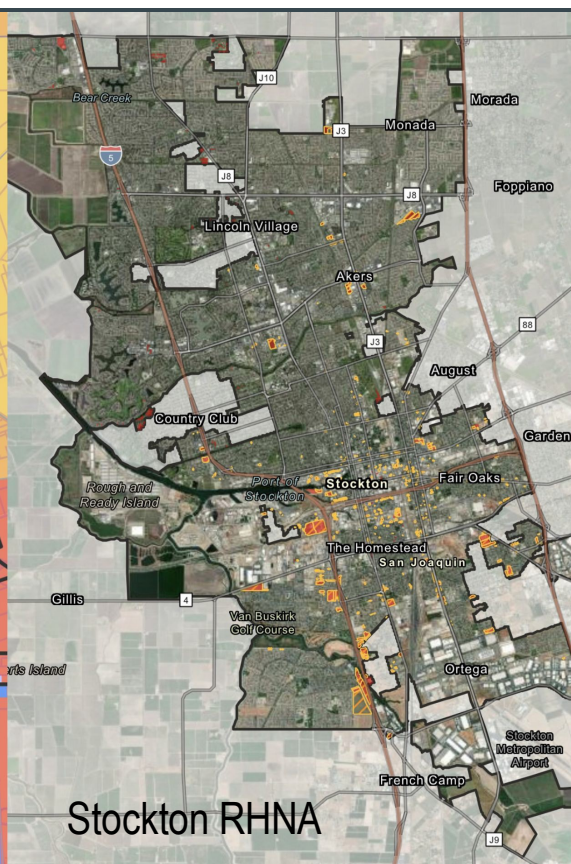 J10
Bear Creek
Morada
J3
Monada
5
J8
J8
Foppiano
Lincoln Village
Akers
88
J3
August
Country Club
Garden
Port of
Stockton
Stockton
Fair Oaks
Rough and
Ready Island
The Homestead
San Joaquin
Gillis
4
Van Buskirk
Golf Course
erts Island
Ortega
Stockton
Metropolitan
Airport
French Camp
Stockton RHNA
J9